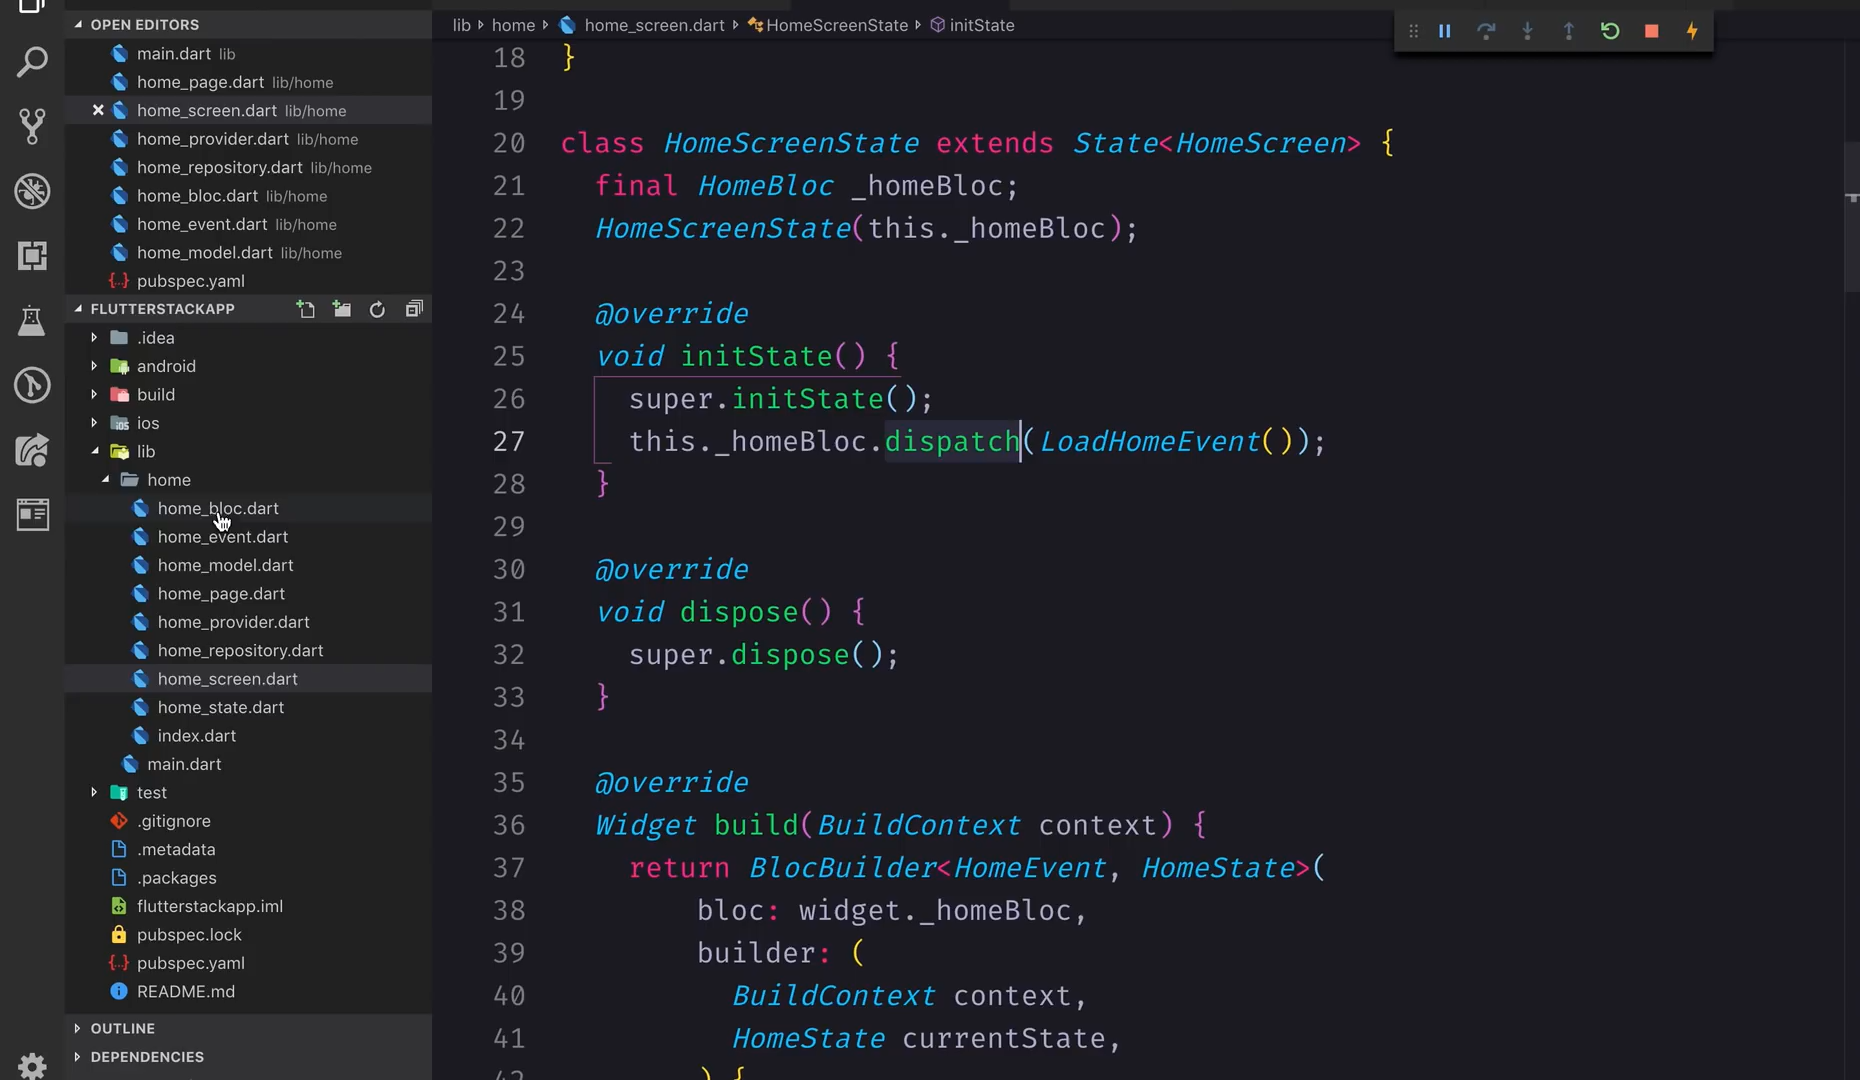 OPEN EDITORS
main.dart lib
home_page.dart lib/home
home_screen.dart lib/home
home_provider.dart lib/home
home_repository.dart lib/home
home_bloc.dart lib/home
home_event.dart lib/home
home_model.dart lib/home
pubspec.yaml
FLUTTERSTACKAPP
.idea
android
build
ios
lib
home
home_bloc.dart
home_event.dart
home_model.dart
home_page.dart
home_provider.dart
home_repository.dart
home_screen.dart
home_state.dart
index.dart
main.dart
test
.gitignore
.metadata
.packages
flutterstackapp.iml
pubspec.lock
pubspec.yaml
README.md
OUTLINE
DEPENDENCIES
lib home home_screen.dart HomeScreenState initState
18 }
19
20 class HomeScreenState extends State<HomeScreen> {
21 final HomeBloc _homeBloc;
22 HomeScreenState(this._homeBloc);
23
24 @override
25 void initState() {
26 super.initState();
27 this._homeBloc.dispatch(LoadHomeEvent());
28 }
29
30 @override
31 void dispose() {
32 super.dispose();
33 }
34
35 @override
36 Widget build(BuildContext context) {
37 return BlocBuilder<HomeEvent, HomeState>(
38 bloc: widget._homeBloc,
39 builder: (
40 BuildContext context,
41 HomeState currentState,
42 ) {